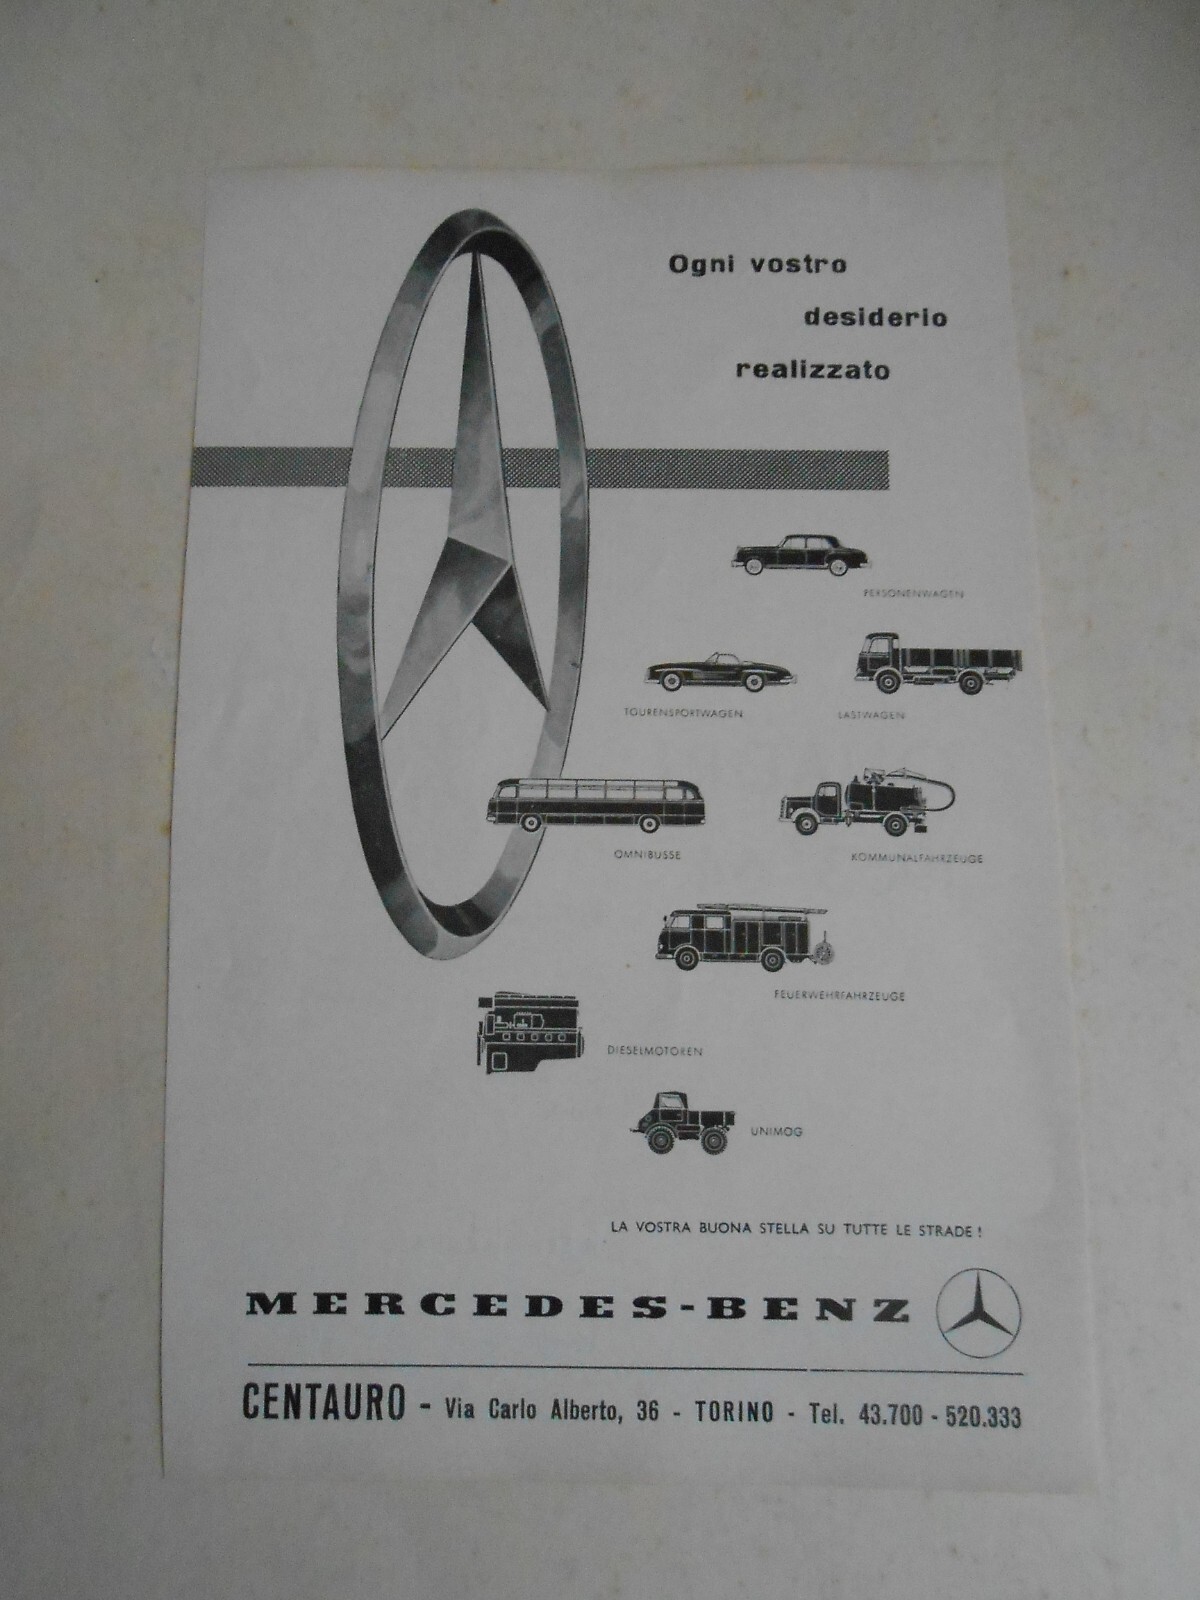 Ogni vostro
desiderio
realizzato
PERSONENWAGEN
TOURENSPORTWAGEN
LASTWAGEN
OMNIBUSSE
KOMMUNALFAHRZEUGE
FEUERWEHRFAHRZEUGE
DIESELMOTOREN
UNIMOG
LA VOSTRA BUONA STELLA SU TUTTE LE STRADE !
MERCEDES-BENZ
CENTAURO - Via Carlo Alberto, 36 - TORINO - Tel. 43.700 - 520.333